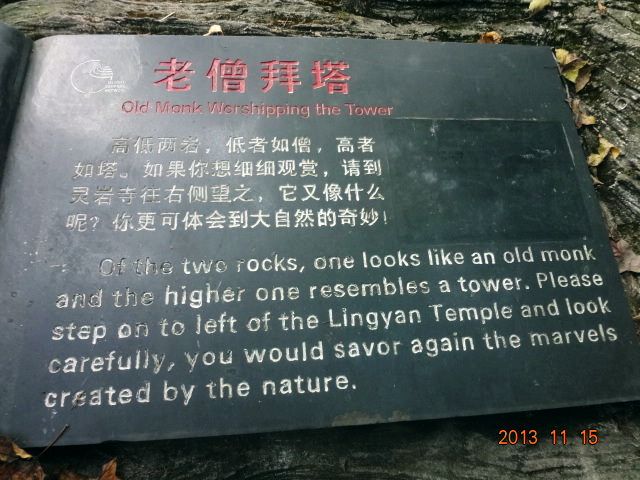 老僧拜塔
Old Monk Worshipping the Tower
高低两者，低者如僧，高者
如塔。如果你想细细观赏，请到
灵岩寺往右侧望之，它又像什么
呢？你更可体会到大自然的奇妙！
Of the two rocks, one looks like an old monk
and the higher one resembles a tower. Please
step on to left of the Lingyan Temple and look
carefully, you would savor again the marvels
created by the nature.
2013 11 15